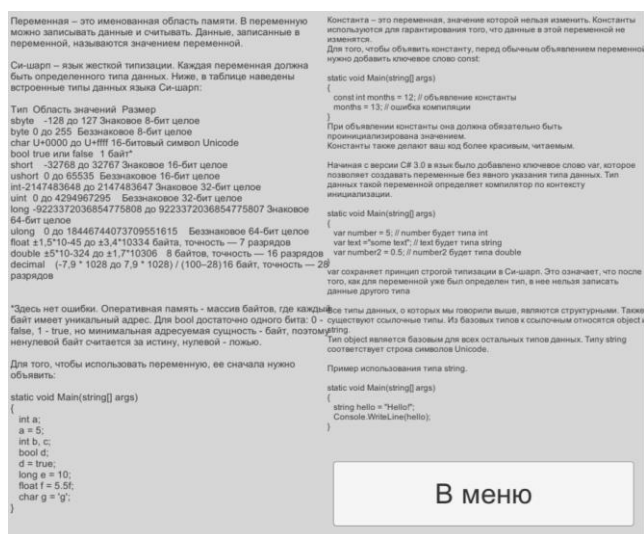 Переменная – это именованная область памяти. В переменную
можно записывать данные и считывать. Данные, записанные в
переменной, называются значением переменной.
Си-шарп – язык жесткой типизации. Каждая переменная должна
быть определенного типа данных. Ниже, в таблице наведены
встроенные типы данных языка Си-шарп:
Тип Область значений Размер
sbyte -128 до 127 Знаковое 8-бит целое
byte 0 до 255 Беззнаковое 8-бит целое
char U+0000 до U+ffff 16-битовый символ Unicode
bool true или false 1 байт*
short -32768 до 32767 Знаковое 16-бит целое
ushort 0 до 65535 Беззнаковое 16-бит целое
int-2147483648 до 2147483647 Знаковое 32-бит целое
uint 0 до 4294967295 Беззнаковое 32-бит целое
long -9223372036854775808 до 9223372036854775807 Знаковое
64-бит целое
ulong 0 до 18446744073709551615 Беззнаковое 64-бит целое
float ±1,5*10-45 до ±3,4*10334 байта, точность — 7 разрядов
double ±5*10-324 до ±1,7*10306 8 байтов, точность — 16 разрядов
decimal (-7,9 * 1028 до 7,9 * 1028) / (100–28)16 байт, точность — 28
разрядов
*Здесь нет ошибки. Оперативная память - массив байтов, где каждый
байт имеет уникальный адрес. Для bool достаточно одного бита: 0 -
false, 1 - true, но минимальная адресуемая сущность - байт, поэтому
ненулевой байт считается за истину, нулевой - ложью.
Для того, чтобы использовать переменную, ее сначала нужно
объявить:
static void Main(string[] args)
{
int a;
a = 5;
int b, c;
bool d;
d = true;
long e = 10;
float f = 5.5f;
char g = 'g';
}
Константа – это переменная, значение которой нельзя изменить. Константы
используются для гарантирования того, что данные в этой переменной не
изменятся.
Для того, чтобы объявить константу, перед обычным объявлением переменной
нужно добавить ключевое слово const:
static void Main(string[] args)
{
const int months = 12; // объявление константы
months = 13; // ошибка компиляции
}
При объявлении константы она должна обязательно быть
проинициализирована значением.
Константы также делают ваш код более красивым, читаемым.
Начиная с версии C# 3.0 в язык было добавлено ключевое слово var, которое
позволяет создавать переменные без явного указания типа данных. Тип
данных такой переменной определяет компилятор по контексту
инициализации.
static void Main(string[] args)
{
var number = 5; // number будет типа int
var text ="some text"; // text будет типа string
var number2 = 0.5; // number2 будет типа double
}
var сохраняет принцип строгой типизации в Си-шарп. Это означает, что после
того, как для переменной уже был определен тип, в нее нельзя записать
данные другого типа
Все типы данных, о которых мы говорили выше, являются структурными. Также
существуют ссылочные типы. Из базовых типов к ссылочным относятся object и
string.
Тип object является базовым для всех остальных типов данных. Типу string
соответствует строка символов Unicode.
Пример использования типа string.
static void Main(string[] args)
{
string hello = "Hello!";
Console.WriteLine(hello);
}
В меню